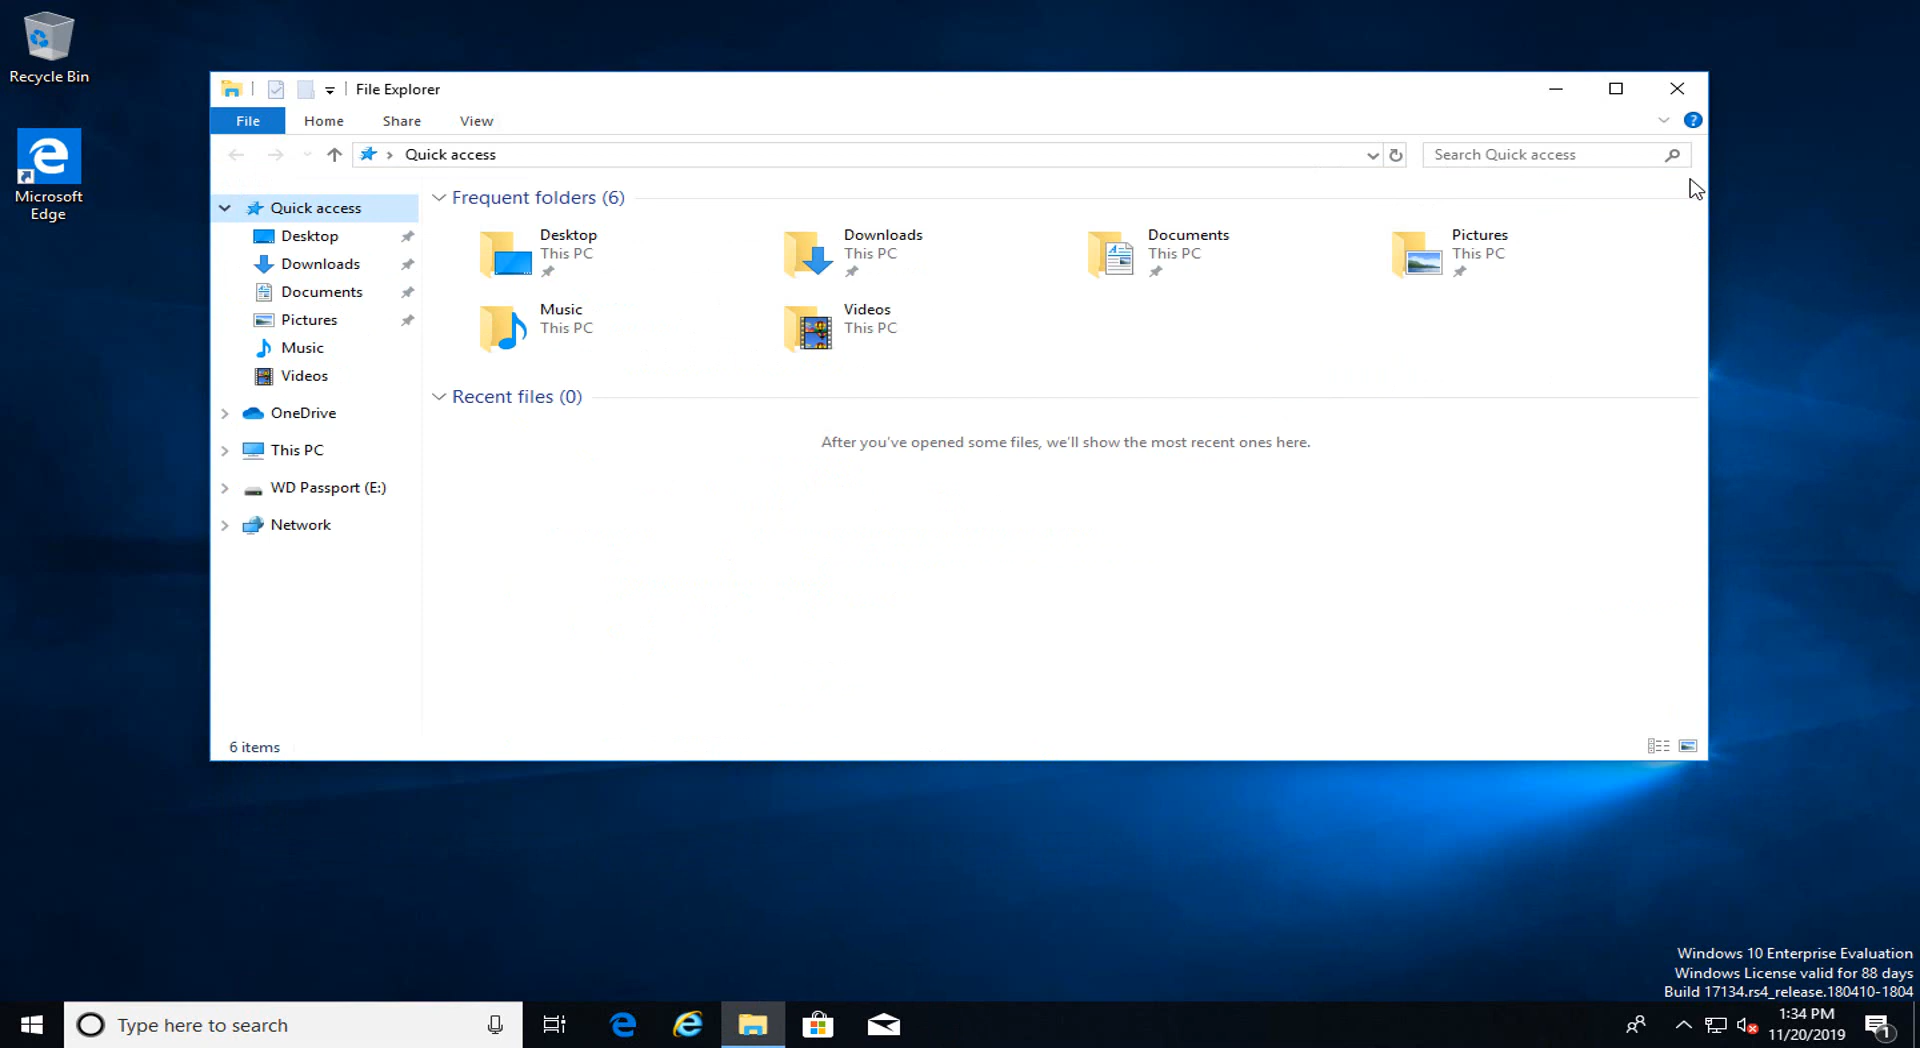 Recycle Bin
Microsoft
Edge
File Explorer
File
Home
Share
View
?
Quick access
Search Quick access
Quick access
Desktop
Downloads
Documents
Pictures
Music
Videos
OneDrive
This PC
WD Passport (E:)
Network
Frequent folders (6)
Desktop
This PC
Downloads
This PC
Documents
This PC
Pictures
This PC
Music
This PC
Videos
This PC
Recent files (0)
After you've opened some files, we'll show the most recent ones here.
6 items
Windows 10 Enterprise Evaluation
Windows License valid for 88 days
Build 17134.rs4_release.180410-1804
Type here to search
1:34 PM
11/20/2019
1